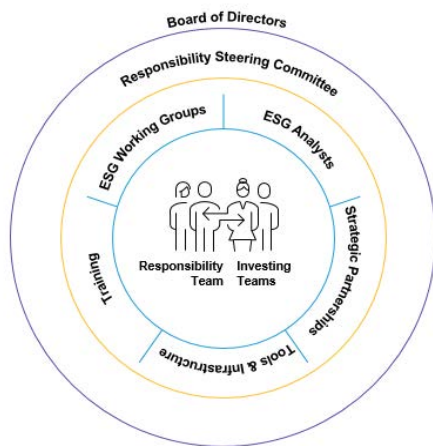 Board of Directors
Responsibility Steering Committee
ESG Working Groups
ESG Analysts
Strategic Partnerships
Tools & Infrastructure
Training
Responsibility
Team
Investing
Teams